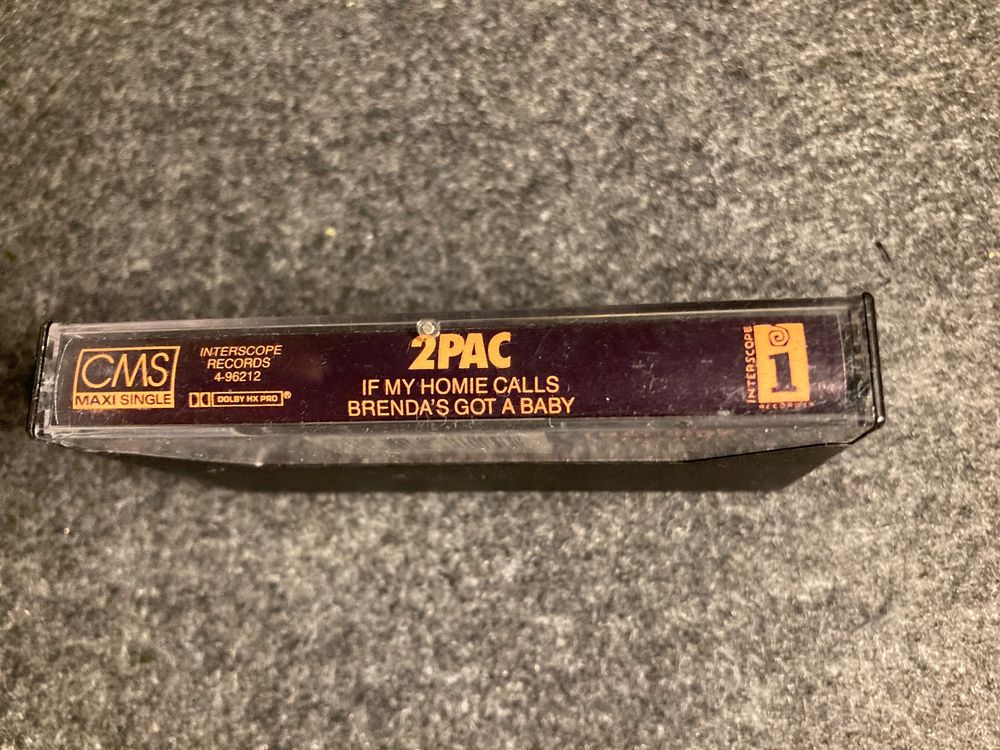 CMS
MAXI SINGLE
INTERSCOPE
RECORDS
4-96212
DOLBY HX PRO®
2PAC
IF MY HOMIE CALLS
BRENDA'S GOT A BABY
INTERSCOPE
i
RECORDS